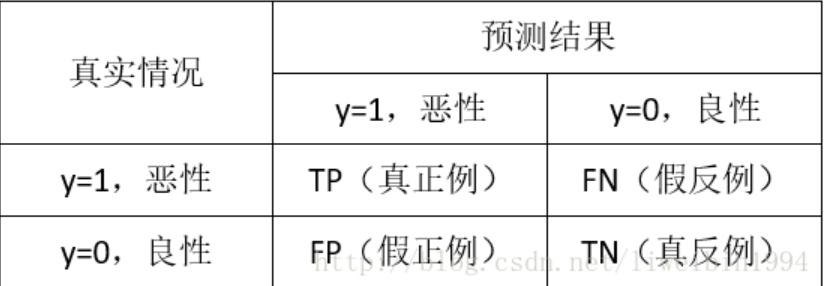 真实情况
预测结果
y=1，恶性
y=0，良性
y=1，恶性
TP（真正例）
FN（假反例）
y=0，良性
FP（假正例）
TN（真反例）
http://blog.csdn.net/liweibin1994